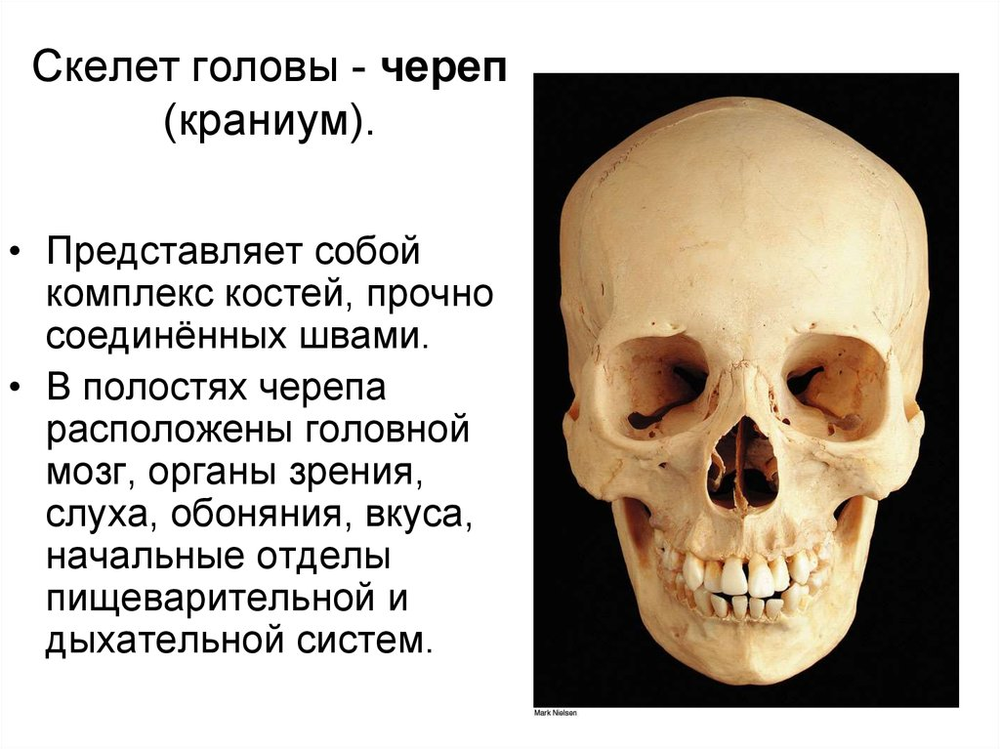 Скелет головы - череп
(краниум).
• Представляет собой
комплекс костей, прочно
соединённых швами.
• В полостях черепа
расположены головной
мозг, органы зрения,
слуха, обоняния, вкуса,
начальные отделы
пищеварительной и
дыхательной систем.
Mark Nielsen